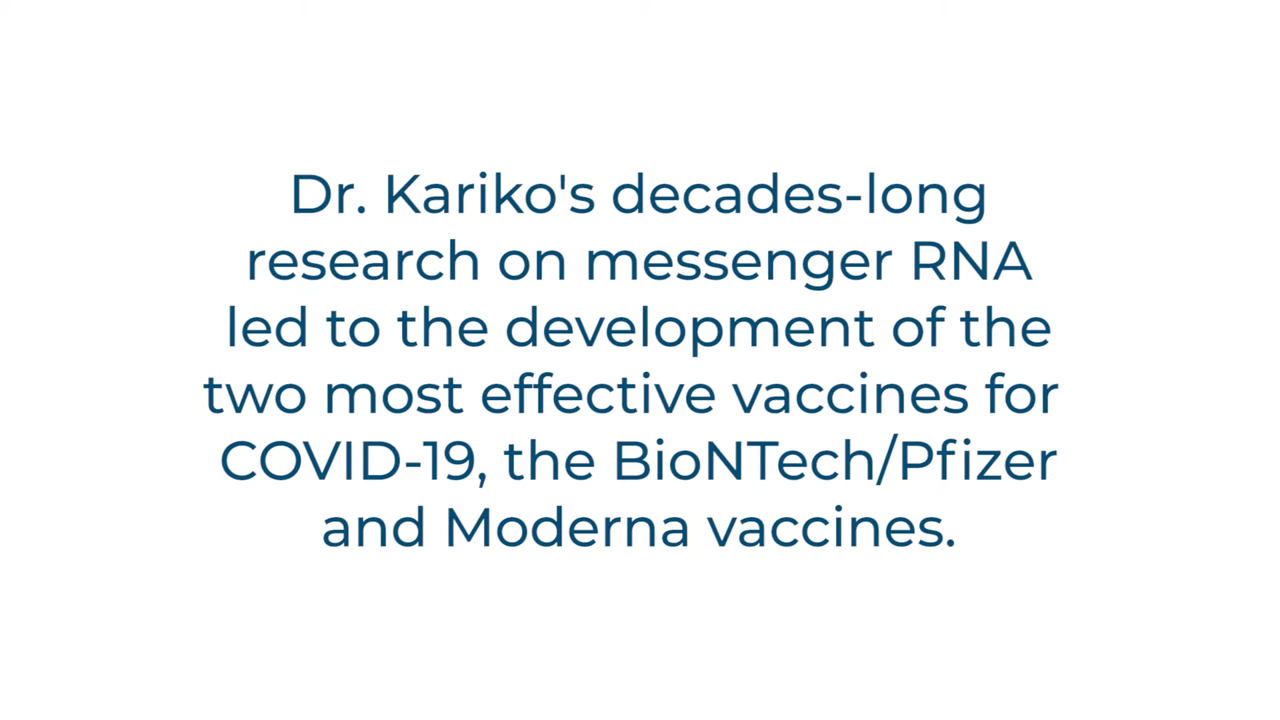 Dr. Kariko's decades-long
research on messenger RNA
led to the development of the
two most effective vaccines for
COVID-19, the BioNTech/Pfizer
and Moderna vaccines.